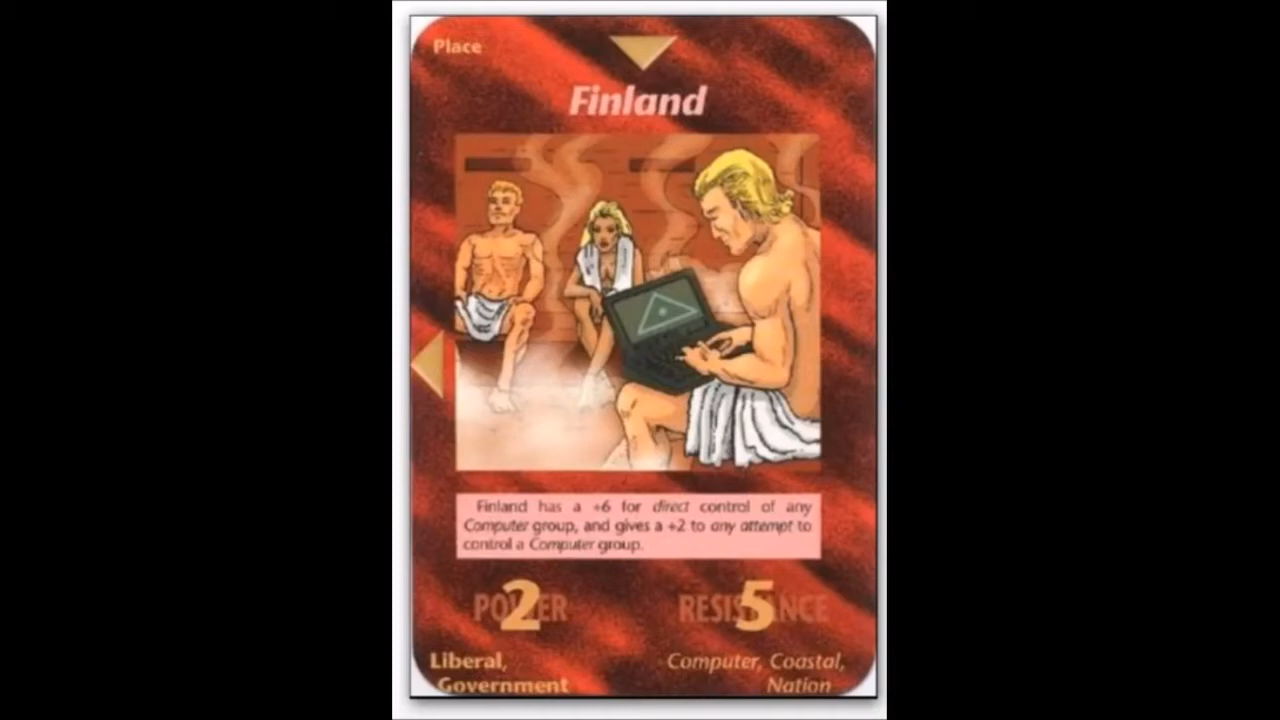 Place
Finland
Finland has a +6 for direct control of any
Computer group, and gives a +2 to any attempt to
control a Computer group.
POWER 2
RESISTANCE 5
Liberal,
Government
Computer, Coastal,
Nation